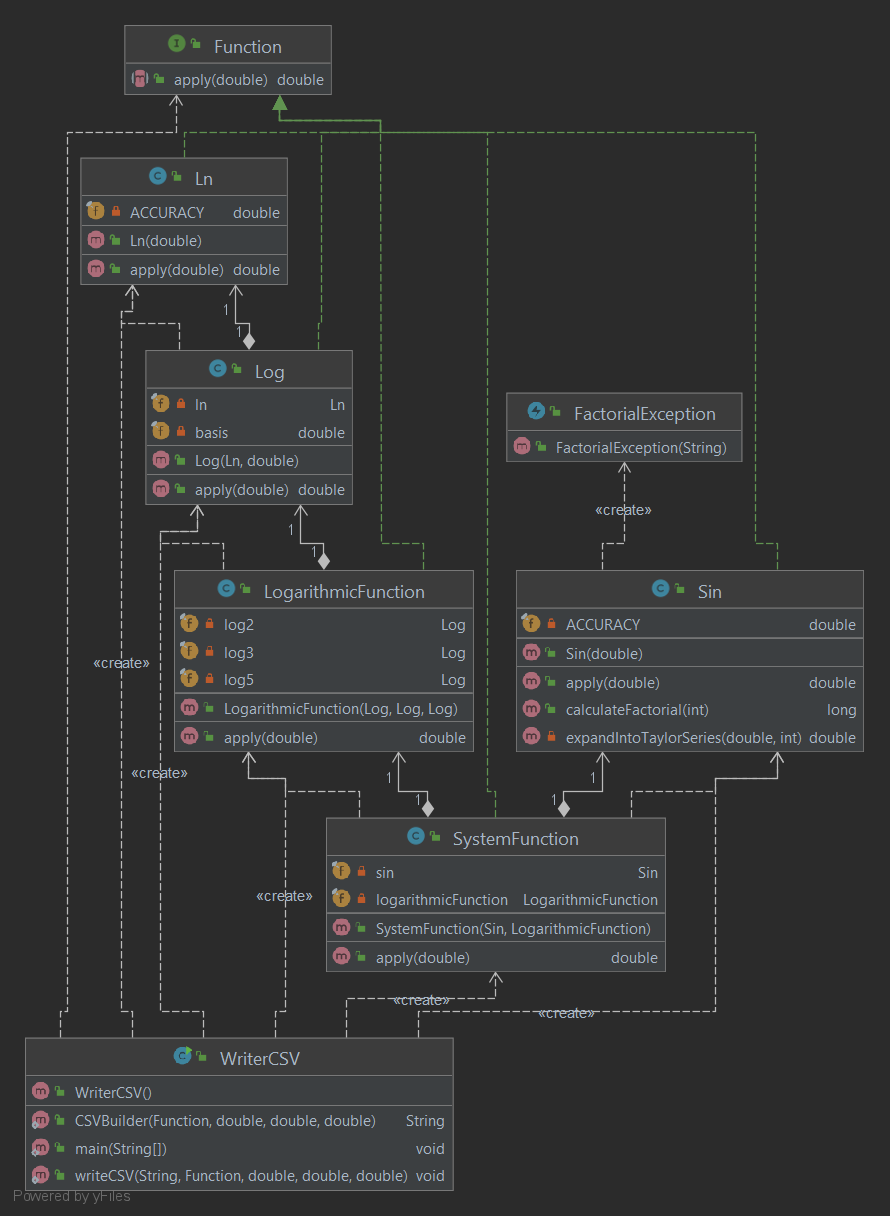 Function
apply(double) double
Ln
ACCURACY double
Ln(double)
apply(double) double
1
1
Log
ln Ln
basis double
Log(Ln, double)
apply(double) double
FactorialException
FactorialException(String)
«create»
1
1
LogarithmicFunction
log2 Log
log3 Log
log5 Log
LogarithmicFunction(Log, Log, Log)
apply(double) double
Sin
ACCURACY double
Sin(double)
apply(double) double
calculateFactorial(int) long
expandIntoTaylorSeries(double, int) double
«create»
«create»
1
1
1
1
SystemFunction
sin Sin
logarithmicFunction LogarithmicFunction
SystemFunction(Sin, LogarithmicFunction)
apply(double) double
«create»
«create»
«create»
WriterCSV
WriterCSV()
CSVBuilder(Function, double, double, double) String
main(String[]) void
writeCSV(String, Function, double, double, double) void
Powered by yFiles